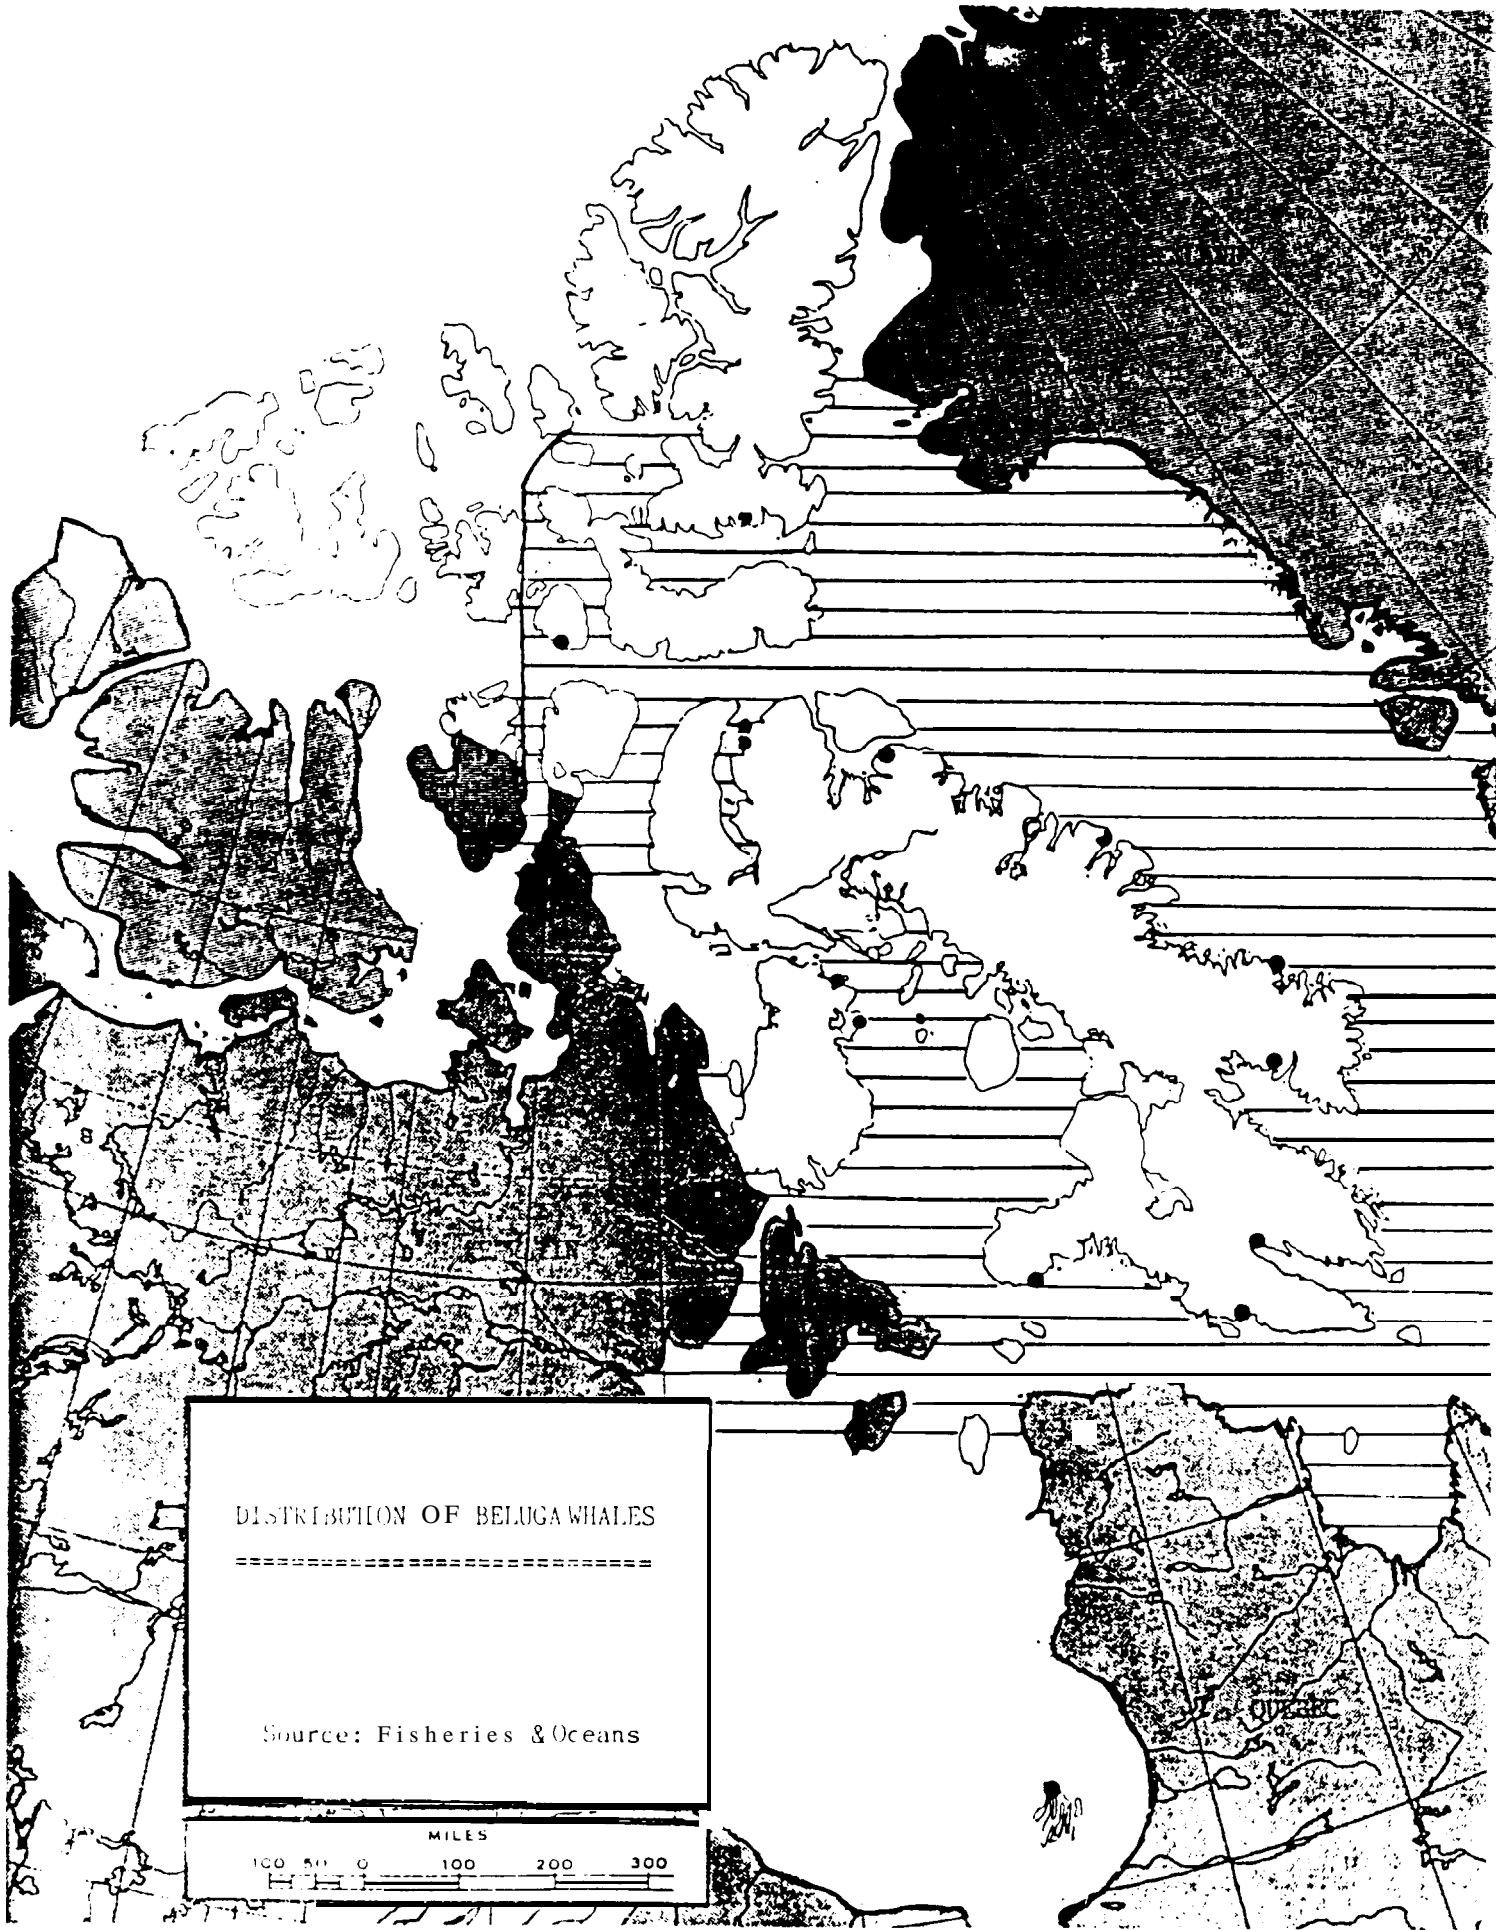 DISTRIBUTION OF BELUGA WHALES
=============================
Source: Fisheries & Oceans
QUEBEC
MILES
100 50 0 100 200 300